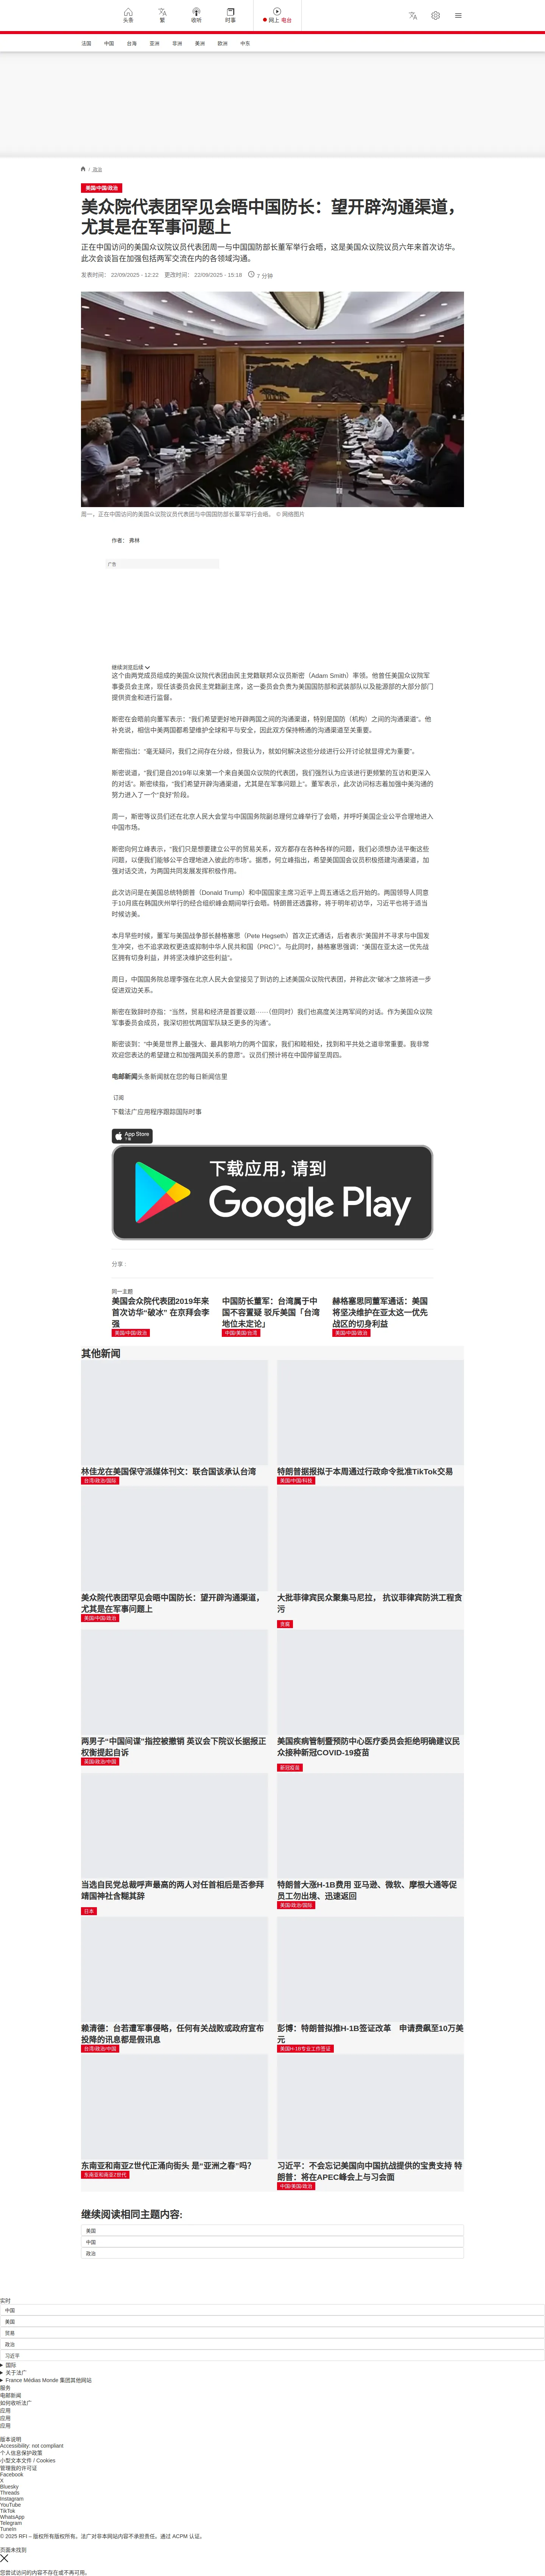 头条
繁
收听
时事
网上 电台
法国
中国
台海
亚洲
非洲
美洲
欧洲
中东
/ 政治
美国/中国/政治
美众院代表团罕见会晤中国防长：望开辟沟通渠道，
尤其是在军事问题上
正在中国访问的美国众议院议员代表团周一与中国国防部长董军举行会晤，这是美国众议院议员六年来首次访华。
此次会谈旨在加强包括两军交流在内的各领域沟通。
发表时间： 22/09/2025 - 12:22 更改时间： 22/09/2025 - 15:18 7 分钟
周一，正在中国访问的美国众议院议员代表团与中国国防部长董军举行会晤。 © 网络图片
作者： 弗林
广告
继续浏览后续
这个由两党成员组成的美国众议院代表团由民主党籍联邦众议员斯密（Adam Smith）率领。他曾任美国众议院军
事委员会主席，现任该委员会民主党籍副主席，这一委员会负责为美国国防部和武装部队以及能源部的大部分部门
提供资金和进行监督。
斯密在会晤前向董军表示：“我们希望更好地开辟两国之间的沟通渠道，特别是国防（机构）之间的沟通渠道”。他
补充说，相信中美两国都希望维护全球和平与安全，因此双方保持畅通的沟通渠道至关重要。
斯密指出：“毫无疑问，我们之间存在分歧，但我认为，就如何解决这些分歧进行公开讨论就显得尤为重要”。
斯密说道，“我们是自2019年以来第一个来自美国众议院的代表团，我们强烈认为应该进行更频繁的互访和更深入
的对话”。斯密续指，“我们希望开辟沟通渠道，尤其是在军事问题上”。董军表示，此次访问标志着加强中美沟通的
努力进入了一个“良好”阶段。
周一，斯密等议员们还在北京人民大会堂与中国国务院副总理何立峰举行了会晤，并呼吁美国企业公平合理地进入
中国市场。
斯密向何立峰表示，“我们只是想要建立公平的贸易关系，双方都存在各种各样的问题，我们必须想办法平衡这些
问题，以便我们能够公平合理地进入彼此的市场”。据悉，何立峰指出，希望美国国会议员积极搭建沟通渠道，加
强对话交流，为两国共同发展发挥积极作用。
此次访问是在美国总统特朗普（Donald Trump）和中国国家主席习近平上周五通话之后开始的。两国领导人同意
于10月底在韩国庆州举行的经合组织峰会期间举行会晤。特朗普还透露称，将于明年初访华，习近平也将于适当
时候访美。
本月早些时候，董军与美国战争部长赫格塞思（Pete Hegseth）首次正式通话，后者表示“美国并不寻求与中国发
生冲突，也不追求政权更迭或抑制中华人民共和国（PRC）”。与此同时，赫格塞思强调：“美国在亚太这一优先战
区拥有切身利益，并将坚决维护这些利益”。
周日，中国国务院总理李强在北京人民大会堂接见了到访的上述美国众议院代表团，并称此次“破冰”之旅将进一步
促进双边关系。
斯密在致辞时亦指：“当然，贸易和经济是首要议题······（但同时）我们也高度关注两军间的对话。作为美国众议院
军事委员会成员，我深切担忧两国军队缺乏更多的沟通”。
斯密谈到：“中美是世界上最强大、最具影响力的两个国家，我们和睦相处，找到和平共处之道非常重要。我非常
欢迎您表达的希望建立和加强两国关系的意愿”。议员们预计将在中国停留至周四。
电邮新闻头条新闻就在您的每日新闻信里
订阅
下载法广应用程序跟踪国际时事
App Store
下载
下载应用，请到
Google Play
分享 :
同一主题
美国会众院代表团2019年来
首次访华“破冰” 在京拜会李
强
美国/中国/政治
中国防长董军：台湾属于中
国不容置疑 驳斥美国「台湾
地位未定论」
中国/美国/台湾
赫格塞思同董军通话：美国
将坚决维护在亚太这一优先
战区的切身利益
美国/中国/政治
其他新闻
林佳龙在美国保守派媒体刊文：联合国该承认台湾
台湾/政治/国际
特朗普据报拟于本周通过行政命令批准TikTok交易
美国/中国/科技
美众院代表团罕见会晤中国防长：望开辟沟通渠道，
尤其是在军事问题上
美国/中国/政治
大批菲律宾民众聚集马尼拉， 抗议菲律宾防洪工程贪
污
贪腐
两男子“中国间谍”指控被撤销 英议会下院议长据报正
权衡提起自诉
英国/政治/中国
美国疾病管制暨预防中心医疗委员会拒绝明确建议民
众接种新冠COVID-19疫苗
新冠疫苗
当选自民党总裁呼声最高的两人对任首相后是否参拜
靖国神社含糊其辞
日本
特朗普大涨H-1B费用 亚马逊、微软、摩根大通等促
员工勿出境、迅速返回
美国/政治/国际
赖清德：台若遭军事侵略，任何有关战败或政府宣布
投降的讯息都是假讯息
台湾/政治/中国
彭博：特朗普拟推H-1B签证改革 申请费飙至10万美
元
美国H-1B专业工作签证
东南亚和南亚Z世代正涌向街头 是“亚洲之春”吗？
东南亚和南亚Z世代
习近平：不会忘记美国向中国抗战提供的宝贵支持 特
朗普：将在APEC峰会上与习会面
中国/美国/政治
继续阅读相同主题内容:
美国
中国
政治
实时
中国
美国
贸易
政治
习近平
国际
关于法广
France Médias Monde 集团其他网站
服务
电邮新闻
如何收听法广
应用
应用
应用
版本说明
Accessibility: not compliant
个人信息保护政策
小型文本文件 / Cookies
管理我的许可证
Facebook
X
Bluesky
Threads
Instagram
YouTube
TikTok
WhatsApp
Telegram
TuneIn
© 2025 RFI – 版权所有版权所有。法广对非本网站内容不承担责任。通过 ACPM 认证。
页面未找到
您尝试访问的内容不存在或不再可用。